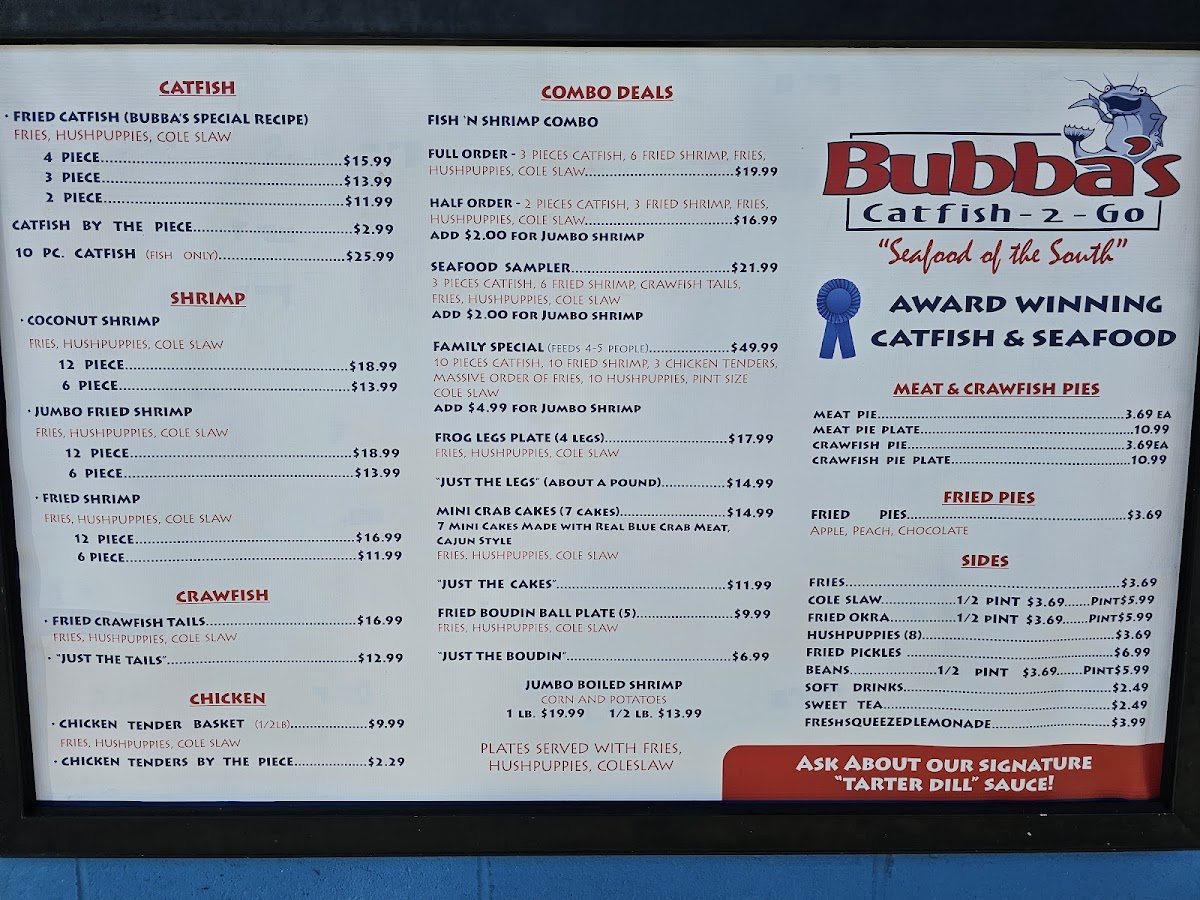 CATFISH
· FRIED CATFISH (BUBBA'S SPECIAL RECIPE)
FRIES, HUSHPUPPIES, COLE SLAW
4 PIECE...$15.99
3 PIECE...$13.99
2 PIECE...$11.99
CATFISH BY THE PIECE...$2.99
10 PC. CATFISH (FISH ONLY)...$25.99
SHRIMP
· COCONUT SHRIMP
FRIES, HUSHPUPPIES, COLE SLAW
12 PIECE...$18.99
6 PIECE...$13.99
· JUMBO FRIED SHRIMP
FRIES, HUSHPUPPIES, COLE SLAW
12 PIECE...$18.99
6 PIECE...$13.99
· FRIED SHRIMP
FRIES, HUSHPUPPIES, COLE SLAW
12 PIECE...$16.99
6 PIECE...$11.99
CRAWFISH
· FRIED CRAWFISH TAILS...$16.99
FRIES, HUSHPUPPIES, COLE SLAW
· "JUST THE TAILS"...$12.99
CHICKEN
· CHICKEN TENDER BASKET (1/2LB)...$9.99
FRIES, HUSHPUPPIES, COLE SLAW
· CHICKEN TENDERS BY THE PIECE...$2.29
COMBO DEALS
FISH 'N SHRIMP COMBO
FULL ORDER - 3 PIECES CATFISH, 6 FRIED SHRIMP, FRIES,
HUSHPUPPIES, COLE SLAW...$19.99
HALF ORDER - 2 PIECES CATFISH, 3 FRIED SHRIMP, FRIES,
HUSHPUPPIES, COLE SLAW...$16.99
ADD $2.00 FOR JUMBO SHRIMP
SEAFOOD SAMPLER...$21.99
3 PIECES CATFISH, 6 FRIED SHRIMP, CRAWFISH TAILS,
FRIES, HUSHPUPPIES, COLE SLAW
ADD $2.00 FOR JUMBO SHRIMP
FAMILY SPECIAL (FEEDS 4-5 PEOPLE)...$49.99
10 PIECES CATFISH, 10 FRIED SHRIMP, 3 CHICKEN TENDERS,
MASSIVE ORDER OF FRIES, 10 HUSHPUPPIES, PINT SIZE
COLE SLAW
ADD $4.99 FOR JUMBO SHRIMP
FROG LEGS PLATE (4 LEGS)...$17.99
FRIES, HUSHPUPPIES, COLE SLAW
"JUST THE LEGS" (ABOUT A POUND)...$14.99
MINI CRAB CAKES (7 CAKES)...$14.99
7 MINI CAKES MADE WITH REAL BLUE CRAB MEAT,
CAJUN STYLE
FRIES, HUSHPUPPIES, COLE SLAW
"JUST THE CAKES"...$11.99
FRIED BOUDIN BALL PLATE (5)...$9.99
FRIES, HUSHPUPPIES, COLE SLAW
"JUST THE BOUDIN"...$6.99
JUMBO BOILED SHRIMP
CORN AND POTATOES
1 LB. $19.99 1/2 LB. $13.99
PLATES SERVED WITH FRIES,
HUSHPUPPIES, COLESLAW
Bubba's
Catfish-2-Go
"Seafood of the South"
AWARD WINNING
CATFISH & SEAFOOD
MEAT & CRAWFISH PIES
MEAT PIE...3.69 EA
MEAT PIE PLATE...10.99
CRAWFISH PIE...3.69EA
CRAWFISH PIE PLATE...10.99
FRIED PIES
FRIED PIES...$3.69
APPLE, PEACH, CHOCOLATE
SIDES
FRIES...$3.69
COLE SLAW...1/2 PINT $3.69...PINT$5.99
FRIED OKRA...1/2 PINT $3.69...PINT$5.99
HUSHPUPPIES (8)...$3.69
FRIED PICKLES ...$6.99
BEANS...1/2 PINT $3.69...PINT$5.99
SOFT DRINKS...$2.49
SWEET TEA...$2.49
FRESHSQUEEZEDLEMONADE...$3.99
ASK ABOUT OUR SIGNATURE
"TARTER DILL" SAUCE!